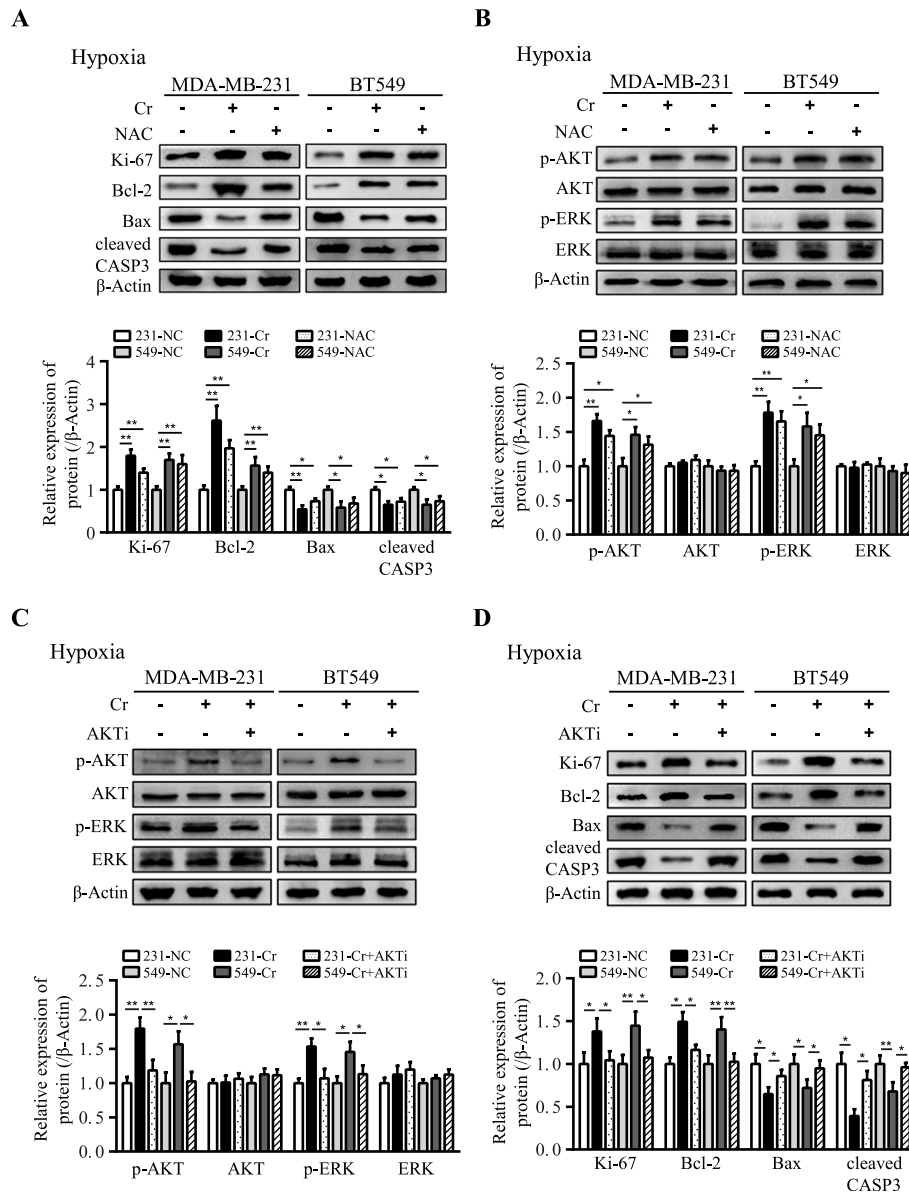 A
Hypoxia
MDA-MB-231 BT549
Cr - + - - + -
NAC - - + - - +
Ki-67
Bcl-2
Bax
cleaved
CASP3
β-Actin
231-NC 231-Cr 231-NAC
549-NC 549-Cr 549-NAC
Relative expression of
protein (/β-Actin)
4
3
2
1
0
** ** ** ** ** ** ** ** * ** * * * * * *
Ki-67 Bcl-2 Bax cleaved
CASP3
B
Hypoxia
MDA-MB-231 BT549
Cr - + - - + -
NAC - - + - - +
p-AKT
AKT
p-ERK
ERK
β-Actin
231-NC 231-Cr 231-NAC
549-NC 549-Cr 549-NAC
Relative expression of
protein (/β-Actin)
2.0
1.5
1.0
0.5
0.0
* ** * * ** ** * *
p-AKT AKT p-ERK ERK
C
Hypoxia
MDA-MB-231 BT549
Cr - + + - + +
AKTi - - + - - +
p-AKT
AKT
p-ERK
ERK
β-Actin
231-NC 231-Cr 231-Cr+AKTi
549-NC 549-Cr 549-Cr+AKTi
Relative expression of
protein (/β-Actin)
2.0
1.5
1.0
0.5
0.0
** ** * * ** * * *
p-AKT AKT p-ERK ERK
D
Hypoxia
MDA-MB-231 BT549
Cr - + + - + +
AKTi - - + - - +
Ki-67
Bcl-2
Bax
cleaved
CASP3
β-Actin
231-NC 231-Cr 231-Cr+AKTi
549-NC 549-Cr 549-Cr+AKTi
Relative expression of
protein (/β-Actin)
2.0
1.5
1.0
0.5
0.0
* * ** * * * ** ** * * * * * * ** *
Ki-67 Bcl-2 Bax cleaved
CASP3